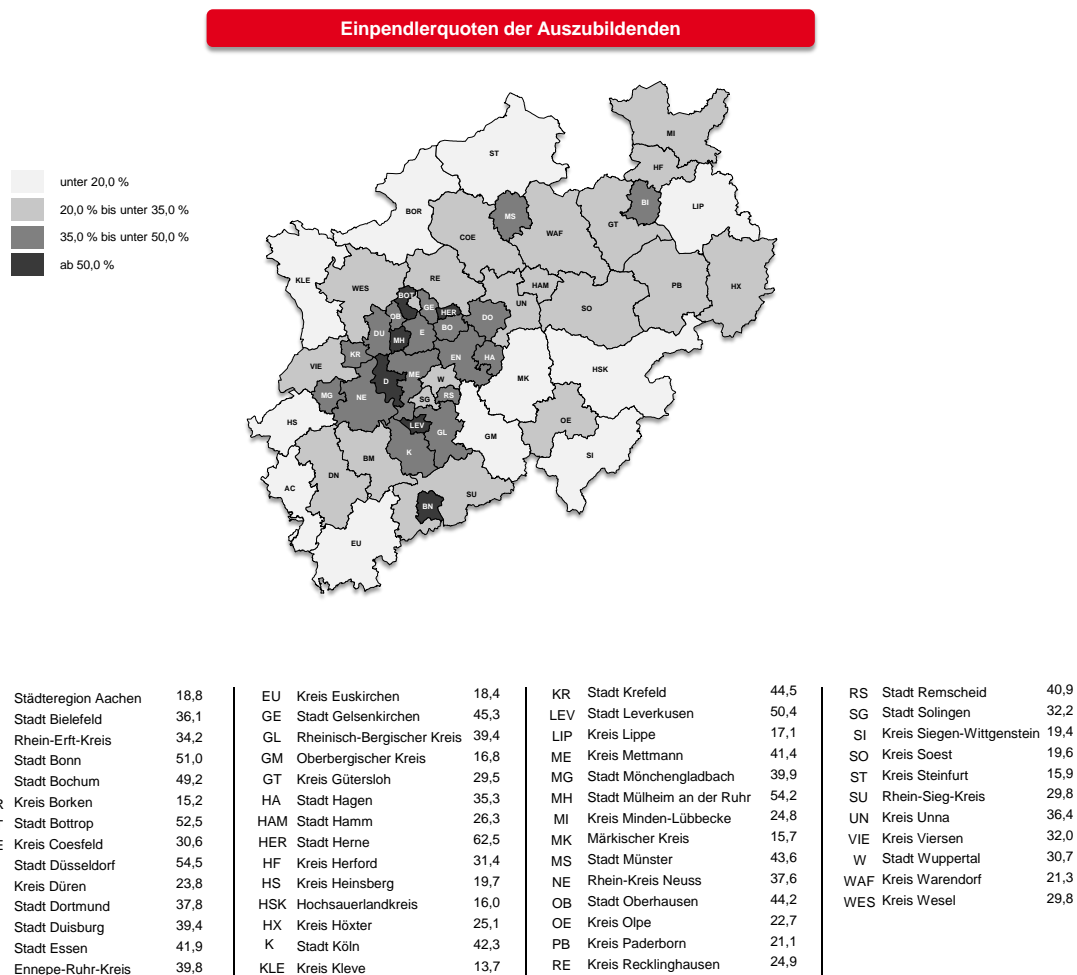 Einpendlerquoten der Auszubildenden
unter 20,0 %
20,0 % bis unter 35,0 %
35,0 % bis unter 50,0 %
ab 50,0 %
MI
ST
HF
BI
LIP
BOR
MS
GT
WAF
COE
KLE
RE
WES
HAM
PB
HX
BOT
UN
SO
GE
HER
OB
DO
BO
DU
E
MH
KR
EN
HA
VIE
HSK
ME
W
MK
D
MG
NE
SG
RS
OE
HS
LEV
GL
GM
K
SI
BM
DN
AC
SU
BN
EU
Städteregion Aachen 18,8
Stadt Bielefeld 36,1
Rhein-Erft-Kreis 34,2
Stadt Bonn 51,0
Stadt Bochum 49,2
R Kreis Borken 15,2
T Stadt Bottrop 52,5
E Kreis Coesfeld 30,6
Stadt Düsseldorf 54,5
Kreis Düren 23,8
Stadt Dortmund 37,8
Stadt Duisburg 39,4
Stadt Essen 41,9
Ennepe-Ruhr-Kreis 39,8
EU Kreis Euskirchen 18,4
GE Stadt Gelsenkirchen 45,3
GL Rheinisch-Bergischer Kreis 39,4
GM Oberbergischer Kreis 16,8
GT Kreis Gütersloh 29,5
HA Stadt Hagen 35,3
HAM Stadt Hamm 26,3
HER Stadt Herne 62,5
HF Kreis Herford 31,4
HS Kreis Heinsberg 19,7
HSK Hochsauerlandkreis 16,0
HX Kreis Höxter 25,1
K Stadt Köln 42,3
KLE Kreis Kleve 13,7
KR Stadt Krefeld 44,5
LEV Stadt Leverkusen 50,4
LIP Kreis Lippe 17,1
ME Kreis Mettmann 41,4
MG Stadt Mönchengladbach 39,9
MH Stadt Mülheim an der Ruhr 54,2
MI Kreis Minden-Lübbecke 24,8
MK Märkischer Kreis 15,7
MS Stadt Münster 43,6
NE Rhein-Kreis Neuss 37,6
OB Stadt Oberhausen 44,2
OE Kreis Olpe 22,7
PB Kreis Paderborn 21,1
RE Kreis Recklinghausen 24,9
RS Stadt Remscheid 40,9
SG Stadt Solingen 32,2
SI Kreis Siegen-Wittgenstein 19,4
SO Kreis Soest 19,6
ST Kreis Steinfurt 15,9
SU Rhein-Sieg-Kreis 29,8
UN Kreis Unna 36,4
VIE Kreis Viersen 32,0
W Stadt Wuppertal 30,7
WAF Kreis Warendorf 21,3
WES Kreis Wesel 29,8